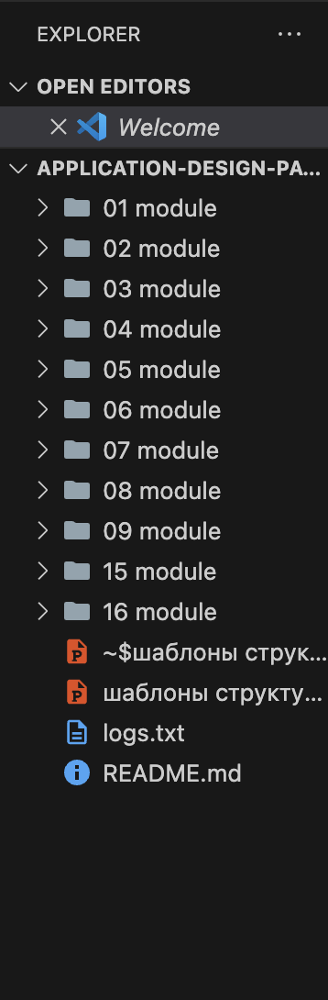 EXPLORER
OPEN EDITORS
Welcome
APPLICATION-DESIGN-PA...
01 module
02 module
03 module
04 module
05 module
06 module
07 module
08 module
09 module
15 module
16 module
~$шаблоны струк...
шаблоны структу...
logs.txt
README.md